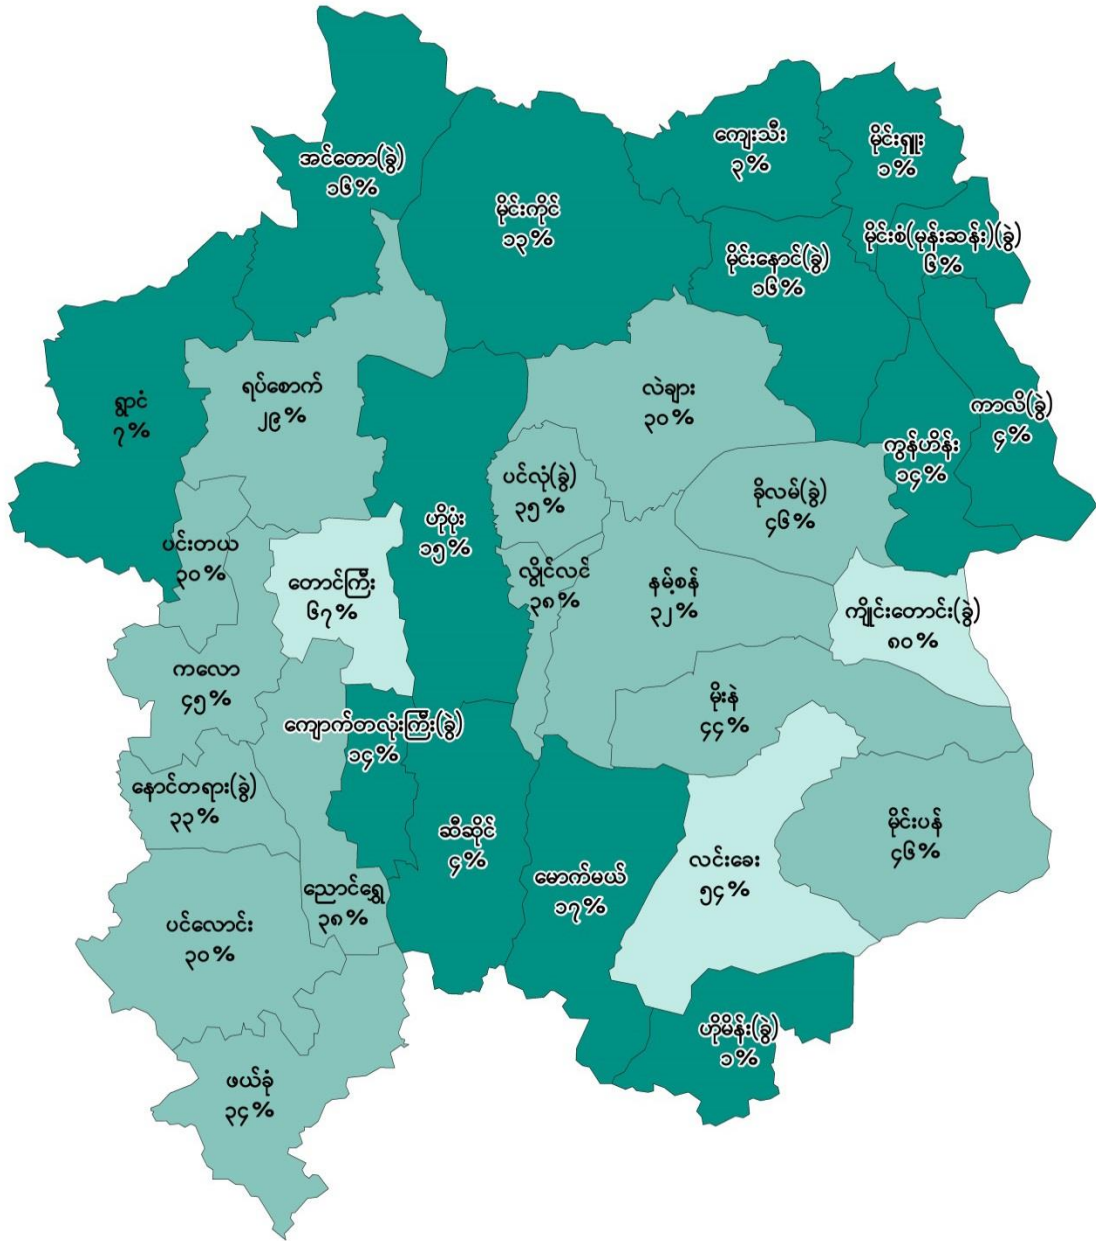 ကျေးသီး
၃%
မိုင်းရှူး
၁%
အင်တော(ခွဲ)
၁၆%
မိုင်းကိုင်
၁၃%
မိုင်းစံ(မုန်းဆန်း)(ခွဲ)
၆%
မိုင်းနောင်(ခွဲ)
၁၆%
ရပ်စောက်
၂၉%
လဲချား
၃၀%
ရွာငံ
၇%
ကာလိ(ခွဲ)
၄%
ကွန်ဟိန်း
၁၄%
ပင်လုံ(ခွဲ)
၃၅%
ခိုလမ်(ခွဲ)
၄၆%
ဟိုပုံး
၁၅%
ပင်းတယ
၃၀%
လွိုင်လင်
၃၈%
တောင်ကြီး
၆၇%
နမ့်စန်
၃၂%
ကျိုင်းတောင်း(ခွဲ)
၈၀%
ကလော
၄၅%
မိုးနဲ
၄၄%
ကျောက်တလုံးကြီး(ခွဲ)
၁၄%
နောင်တရား(ခွဲ)
၃၃%
ဆီဆိုင်
၄%
မိုင်းပန်
၄၆%
လင်းခေး
၅၄%
မောက်မယ်
၁၇%
ညောင်ရွှေ
၃၈%
ပင်လောင်း
၃၀%
ဟိုမိန်း(ခွဲ)
၁%
ဖယ်ခုံ
၃၄%